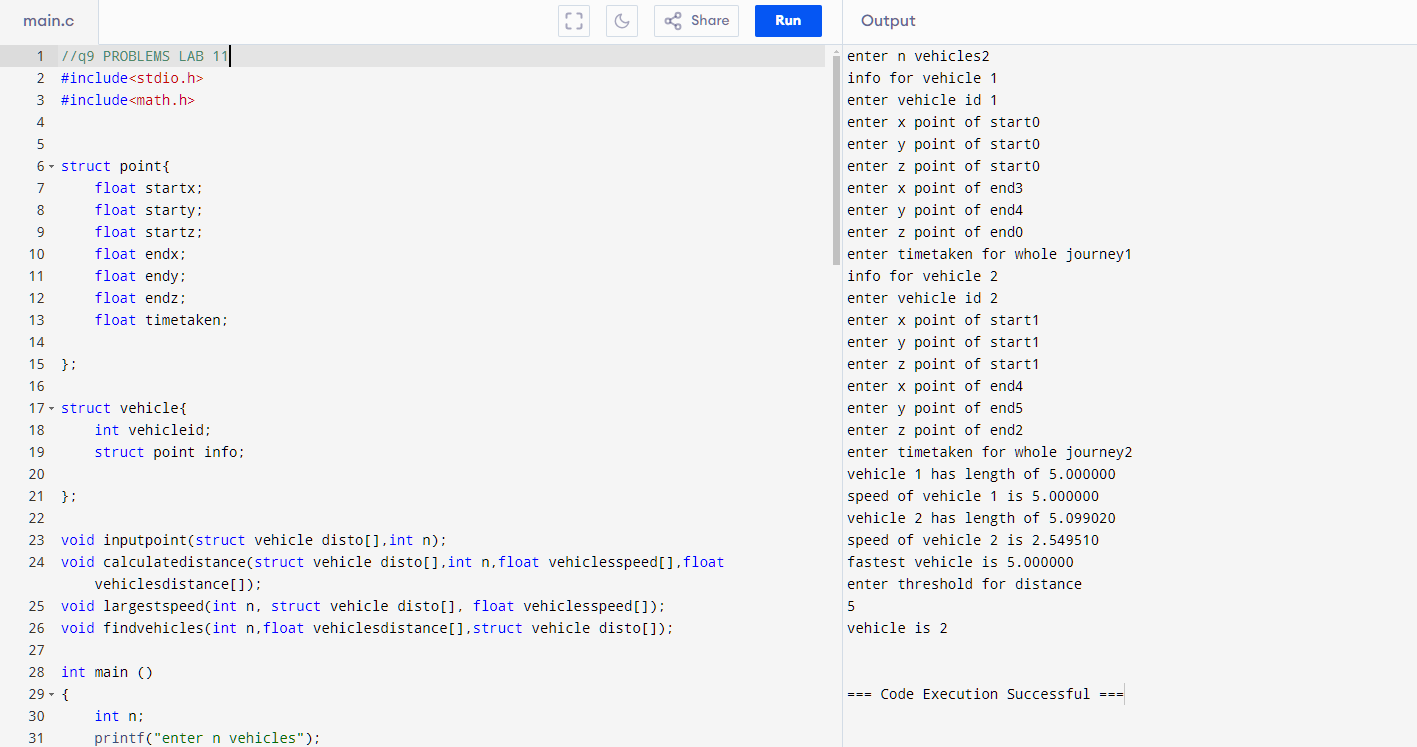 main.c
Share
Run
Output
1 //q9 PROBLEMS LAB 11
2 #include<stdio.h>
3 #include<math.h>
4
5
6 struct point{
7     float startx;
8     float starty;
9     float startz;
10     float endx;
11     float endy;
12     float endz;
13     float timetaken;
14
15 };
16
17 struct vehicle{
18     int vehicleid;
19     struct point info;
20
21 };
22
23 void inputpoint(struct vehicle disto[],int n);
24 void calculatedistance(struct vehicle disto[],int n,float vehiclesspeed[],float
vehiclesdistance[]);
25 void largestspeed(int n, struct vehicle disto[], float vehiclesspeed[]);
26 void findvehicles(int n,float vehiclesdistance[],struct vehicle disto[]);
27
28 int main ()
29 {
30     int n;
31     printf("enter n vehicles");
enter n vehicles2
info for vehicle 1
enter vehicle id 1
enter x point of start0
enter y point of start0
enter z point of start0
enter x point of end3
enter y point of end4
enter z point of end0
enter timetaken for whole journey1
info for vehicle 2
enter vehicle id 2
enter x point of start1
enter y point of start1
enter z point of start1
enter x point of end4
enter y point of end5
enter z point of end2
enter timetaken for whole journey2
vehicle 1 has length of 5.000000
speed of vehicle 1 is 5.000000
vehicle 2 has length of 5.099020
speed of vehicle 2 is 2.549510
fastest vehicle is 5.000000
enter threshold for distance
5
vehicle is 2
=== Code Execution Successful ===